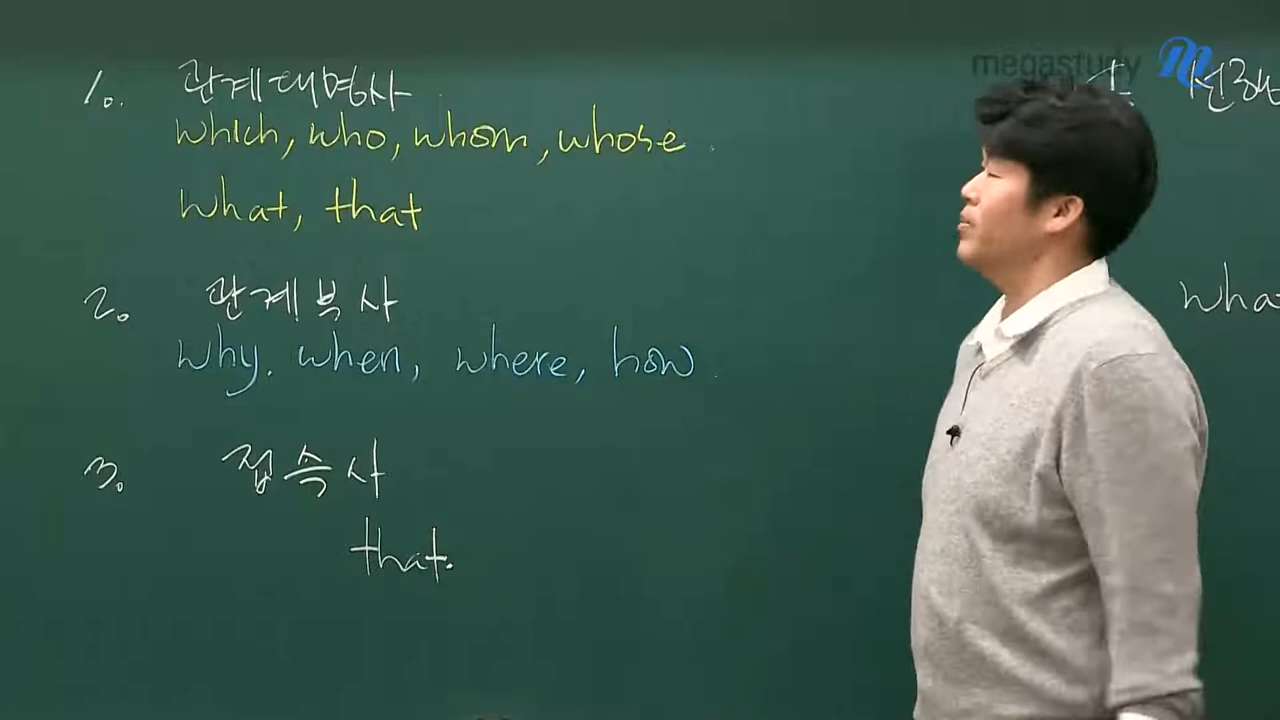 megastudy
1. 관계대명사
which, who, whom, whose
what, that
2. 관계부사
why. when, where, how
3. 접속사
that.